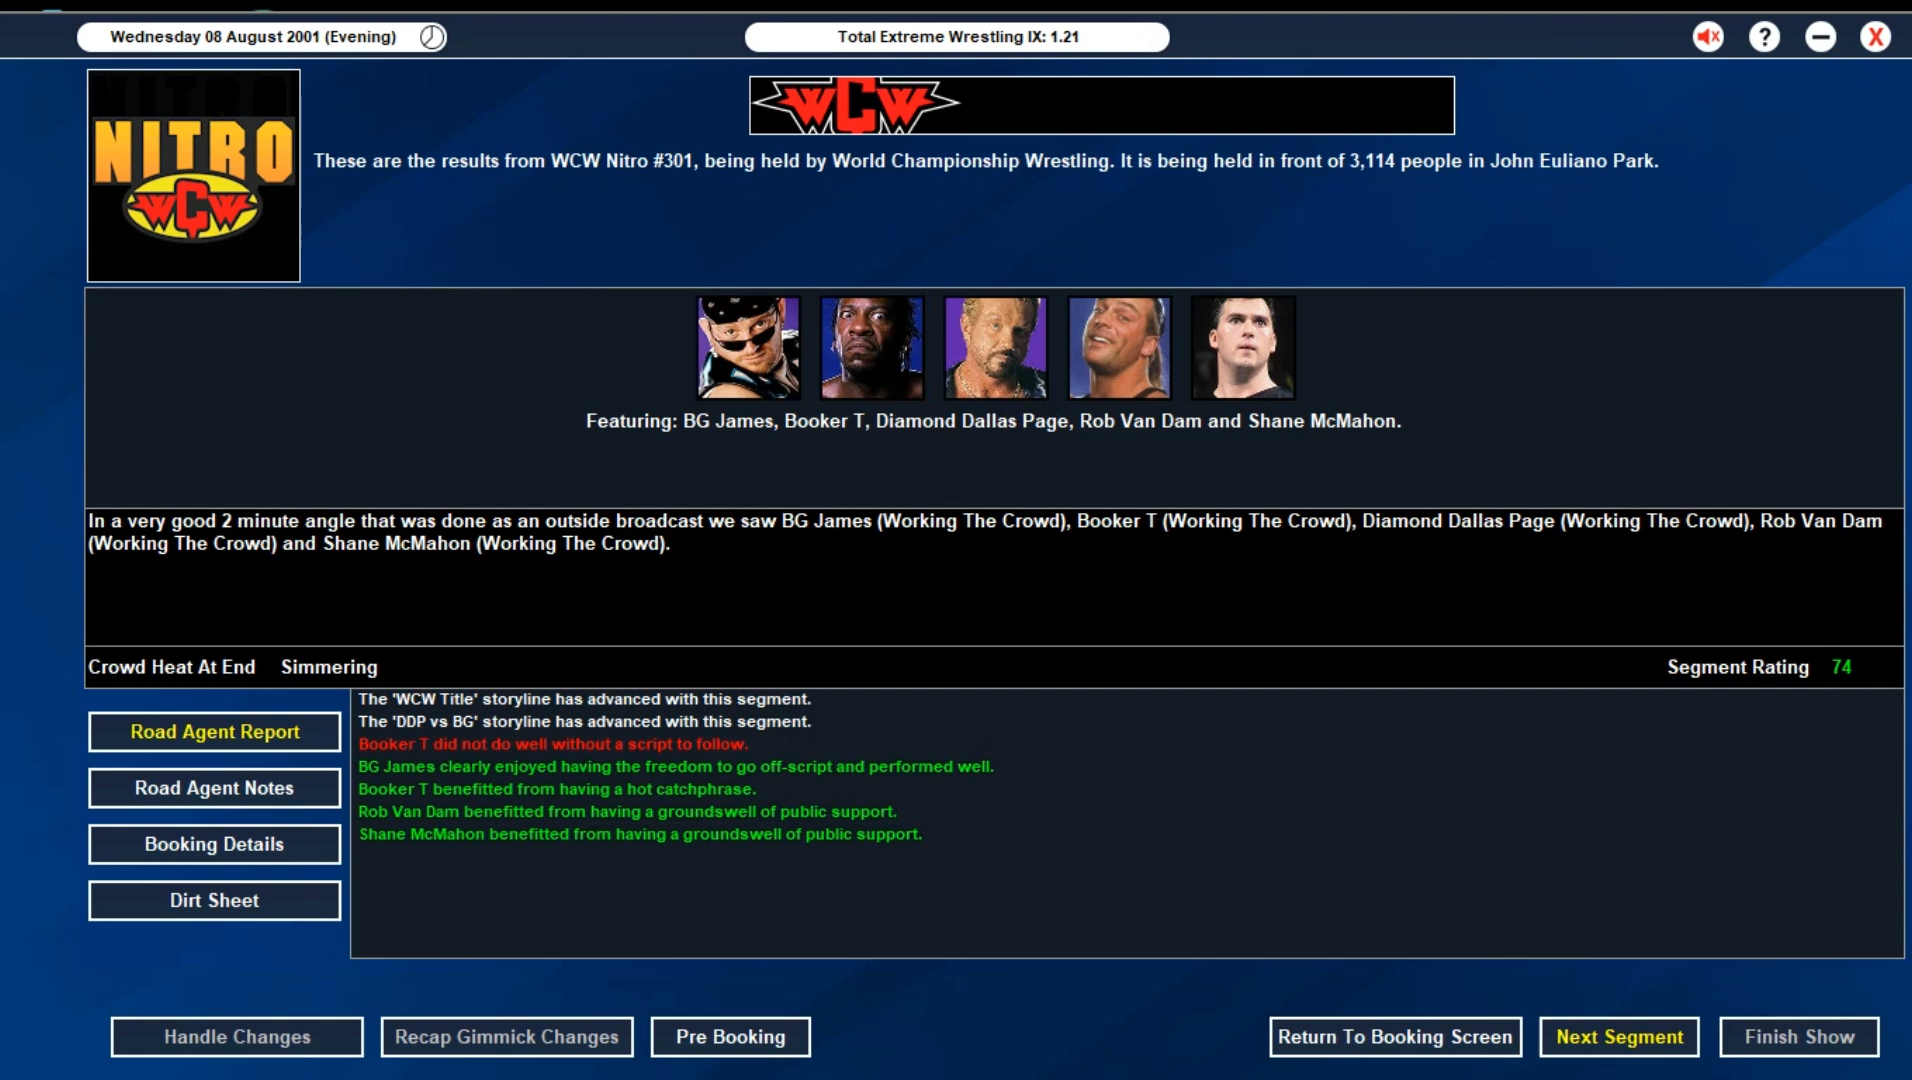 Wednesday 08 August 2001 (Evening)
Total Extreme Wrestling IX: 1.21
?
X
NITRO
WCW
WCW
These are the results from WCW Nitro #301, being held by World Championship Wrestling. It is being held in front of 3,114 people in John Euliano Park.
Featuring: BG James, Booker T, Diamond Dallas Page, Rob Van Dam and Shane McMahon.
In a very good 2 minute angle that was done as an outside broadcast we saw BG James (Working The Crowd), Booker T (Working The Crowd), Diamond Dallas Page (Working The Crowd), Rob Van Dam
(Working The Crowd) and Shane McMahon (Working The Crowd).
Crowd Heat At End Simmering
Segment Rating 74
Road Agent Report
Road Agent Notes
Booking Details
Dirt Sheet
The 'WCW Title' storyline has advanced with this segment.
The 'DDP vs BG' storyline has advanced with this segment.
Booker T did not do well without a script to follow.
BG James clearly enjoyed having the freedom to go off-script and performed well.
Booker T benefitted from having a hot catchphrase.
Rob Van Dam benefitted from having a groundswell of public support.
Shane McMahon benefitted from having a groundswell of public support.
Handle Changes
Recap Gimmick Changes
Pre Booking
Return To Booking Screen
Next Segment
Finish Show